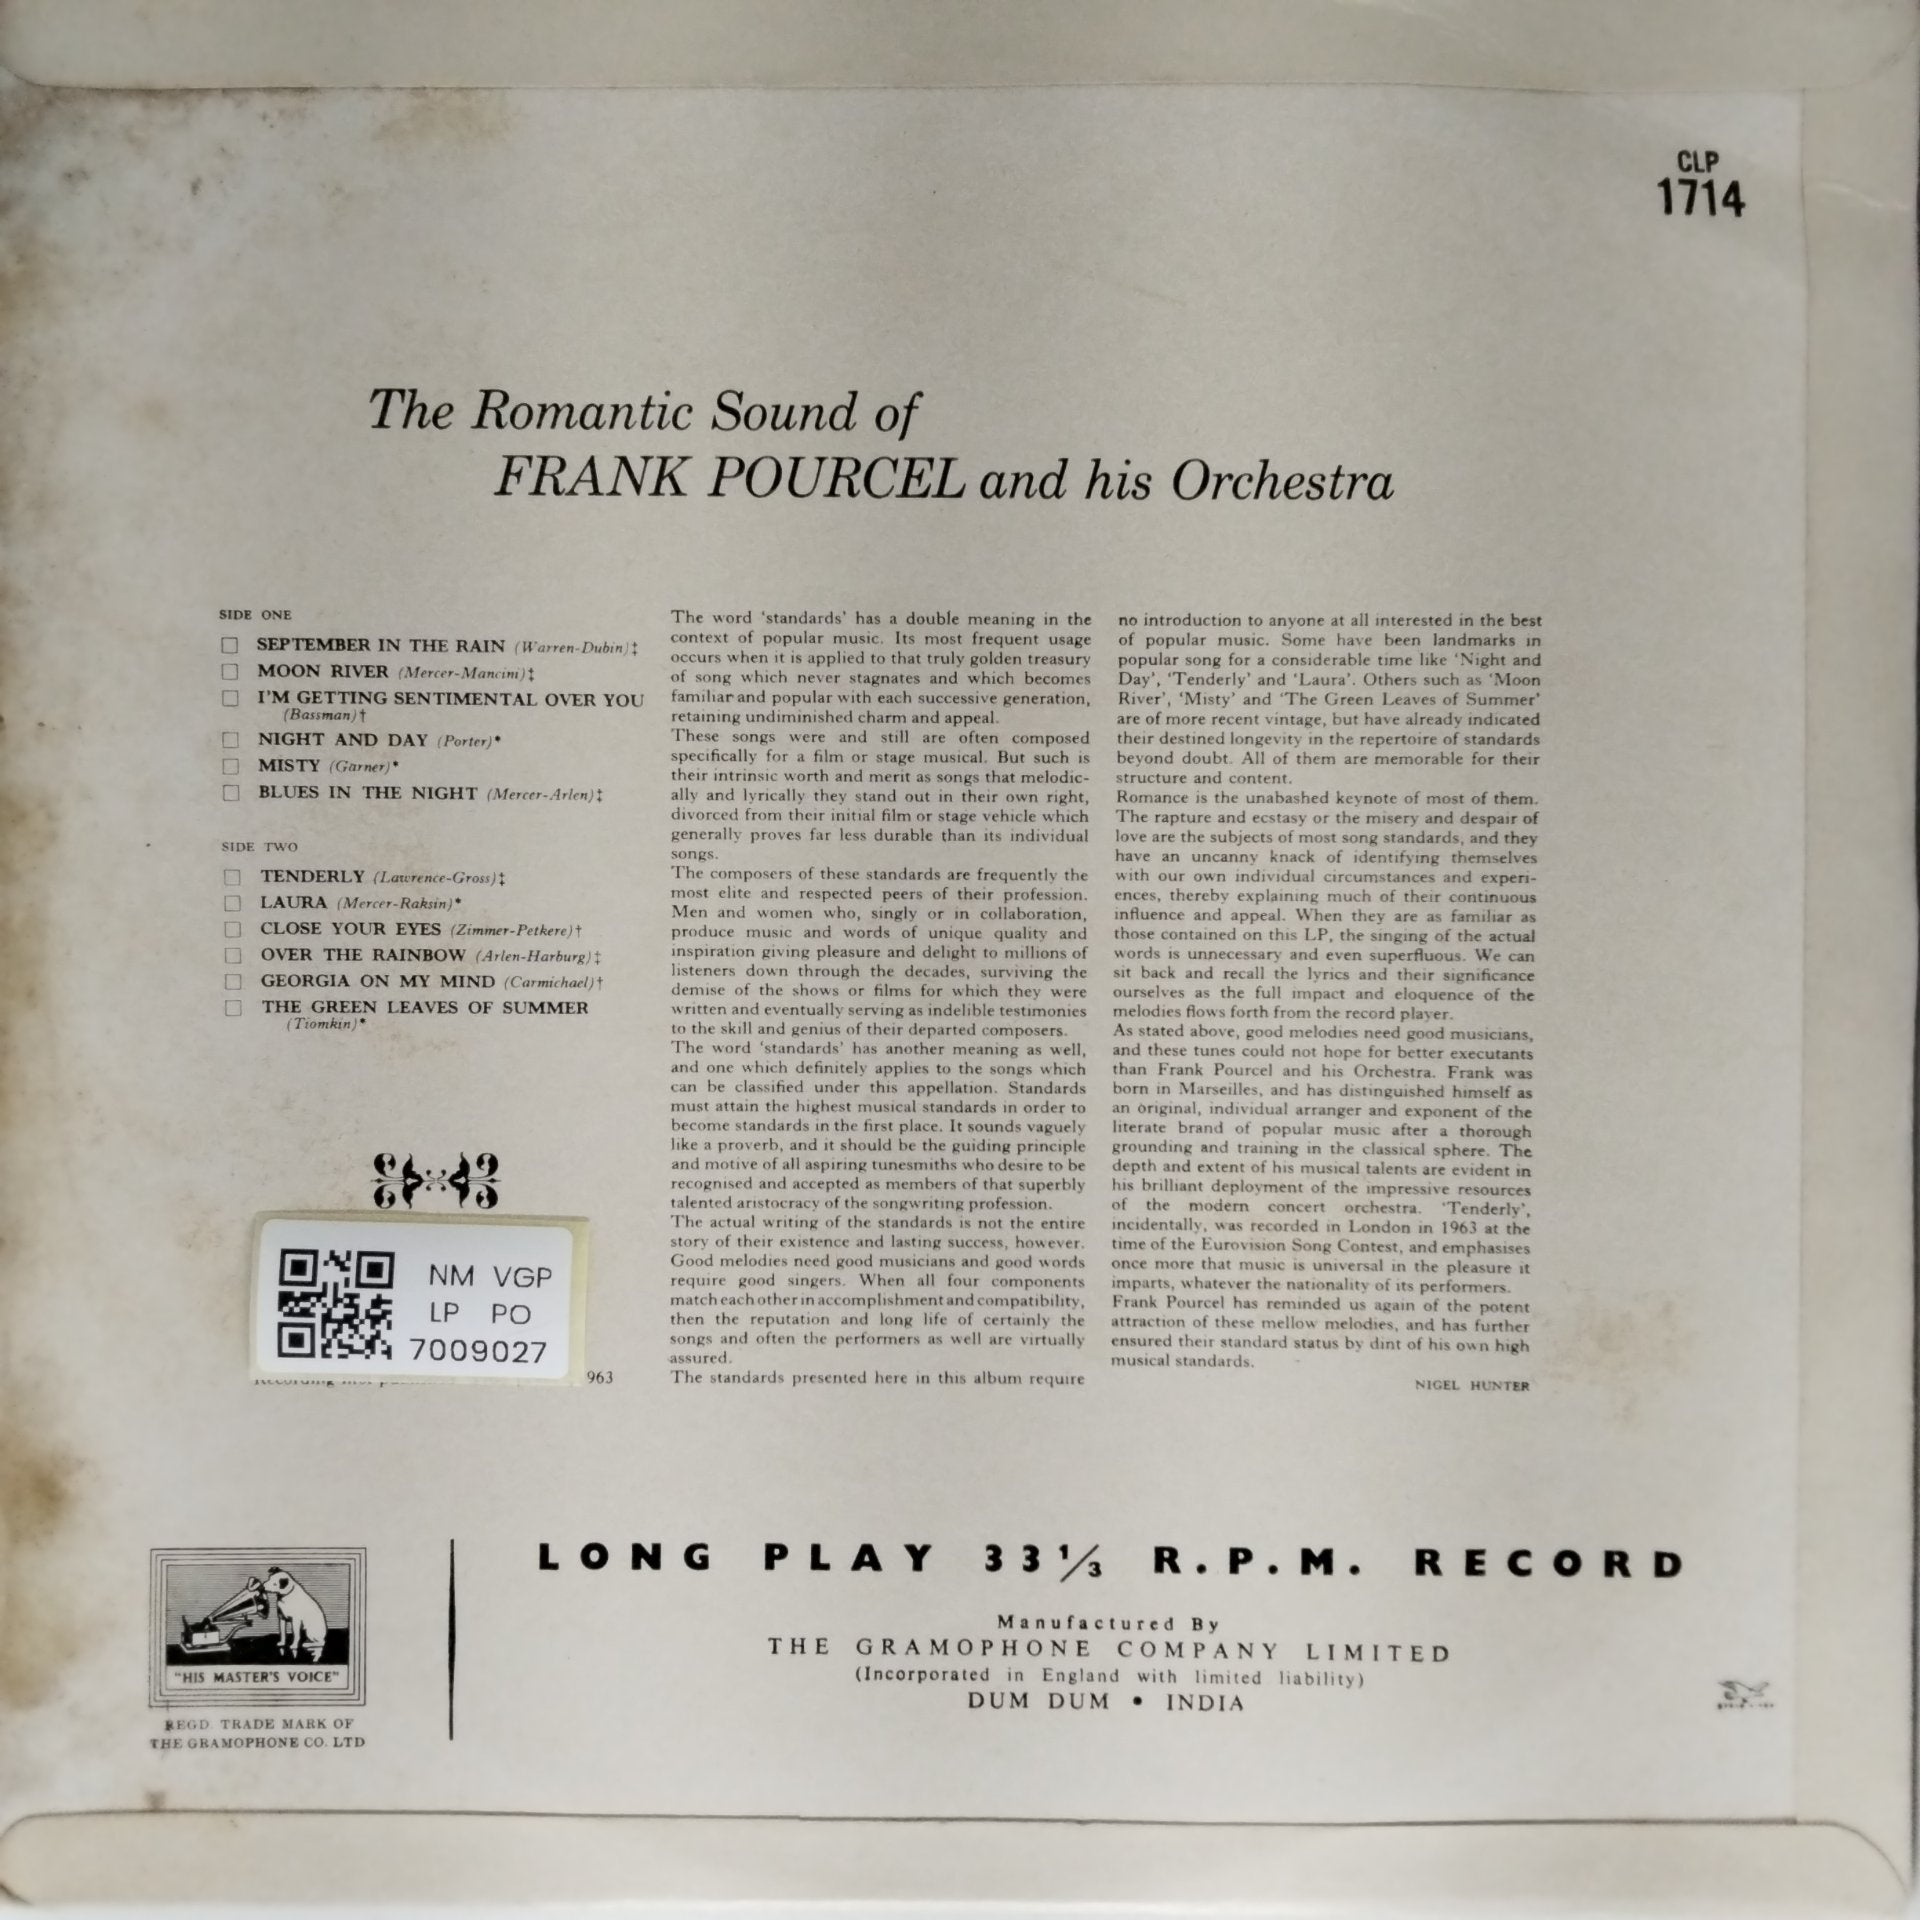 CLP
1714
The Romantic Sound of
FRANK POURCEL and his Orchestra
SIDE ONE
SEPTEMBER IN THE RAIN (Warren-Dubin)‡
MOON RIVER (Mercer-Mancini)‡
I'M GETTING SENTIMENTAL OVER YOU
(Bassman)†
NIGHT AND DAY (Porter)*
MISTY (Garner)*
BLUES IN THE NIGHT (Mercer-Arlen)‡
SIDE TWO
TENDERLY (Lawrence-Gross)‡
LAURA (Mercer-Raksin)*
CLOSE YOUR EYES (Zimmer-Petkere)†
OVER THE RAINBOW (Arlen-Harburg)‡
GEORGIA ON MY MIND (Carmichael)†
THE GREEN LEAVES OF SUMMER
(Tiomkin)*
NM VGP
LP PO
7009027
963
The word ‘standards’ has a double meaning in the
context of popular music. Its most frequent usage
occurs when it is applied to that truly golden treasury
of song which never stagnates and which becomes
familiar and popular with each successive generation,
retaining undiminished charm and appeal.
These songs were and still are often composed
specifically for a film or stage musical. But such is
their intrinsic worth and merit as songs that melodic-
ally and lyrically they stand out in their own right,
divorced from their initial film or stage vehicle which
generally proves far less durable than its individual
songs.
The composers of these standards are frequently the
most elite and respected peers of their profession.
Men and women who, singly or in collaboration,
produce music and words of unique quality and
inspiration giving pleasure and delight to millions of
listeners down through the decades, surviving the
demise of the shows or films for which they were
written and eventually serving as indelible testimonies
to the skill and genius of their departed composers.
The word ‘standards’ has another meaning as well,
and one which definitely applies to the songs which
can be classified under this appellation. Standards
must attain the highest musical standards in order to
become standards in the first place. It sounds vaguely
like a proverb, and it should be the guiding principle
and motive of all aspiring tunesmiths who desire to be
recognised and accepted as members of that superbly
talented aristocracy of the songwriting profession.
The actual writing of the standards is not the entire
story of their existence and lasting success, however.
Good melodies need good musicians and good words
require good singers. When all four components
match each other in accomplishment and compatibility,
then the reputation and long life of certainly the
songs and often the performers as well are virtually
assured.
The standards presented here in this album require
no introduction to anyone at all interested in the best
of popular music. Some have been landmarks in
popular song for a considerable time like ‘Night and
Day’, ‘Tenderly’ and ‘Laura’. Others such as ‘Moon
River’, ‘Misty’ and ‘The Green Leaves of Summer’
are of more recent vintage, but have already indicated
their destined longevity in the repertoire of standards
beyond doubt. All of them are memorable for their
structure and content.
Romance is the unabashed keynote of most of them.
The rapture and ecstasy or the misery and despair of
love are the subjects of most song standards, and they
have an uncanny knack of identifying themselves
with our own individual circumstances and experi-
ences, thereby explaining much of their continuous
influence and appeal. When they are as familiar as
those contained on this LP, the singing of the actual
words is unnecessary and even superfluous. We can
sit back and recall the lyrics and their significance
ourselves as the full impact and eloquence of the
melodies flows forth from the record player.
As stated above, good melodies need good musicians,
and these tunes could not hope for better executants
than Frank Pourcel and his Orchestra. Frank was
born in Marseilles, and has distinguished himself as
an original, individual arranger and exponent of the
literate brand of popular music after a thorough
grounding and training in the classical sphere. The
depth and extent of his musical talents are evident in
his brilliant deployment of the impressive resources
of the modern concert orchestra. ‘Tenderly’,
incidentally, was recorded in London in 1963 at the
time of the Eurovision Song Contest, and emphasises
once more that music is universal in the pleasure it
imparts, whatever the nationality of its performers.
Frank Pourcel has reminded us again of the potent
attraction of these mellow melodies, and has further
ensured their standard status by dint of his own high
musical standards.
NIGEL HUNTER
"HIS MASTER'S VOICE"
REGD. TRADE MARK OF
THE GRAMOPHONE CO. LTD
LONG PLAY 33⅓ R.P.M. RECORD
Manufactured By
THE GRAMOPHONE COMPANY LIMITED
(Incorporated in England with limited liability)
DUM DUM • INDIA